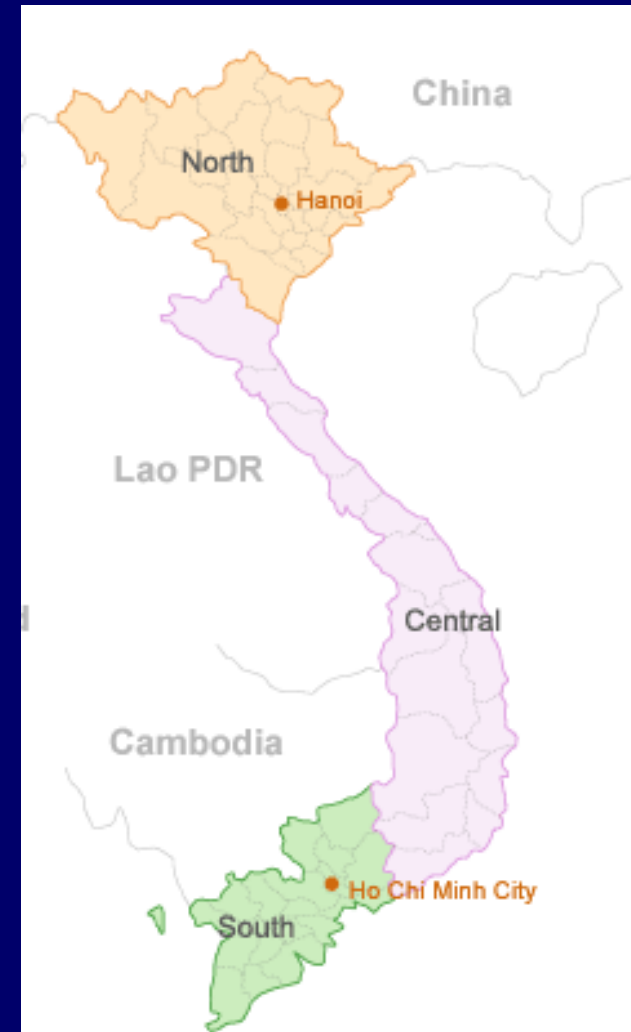 China
North
Hanoi
Lao PDR
Central
d
Cambodia
Ho Chi Minh City
South